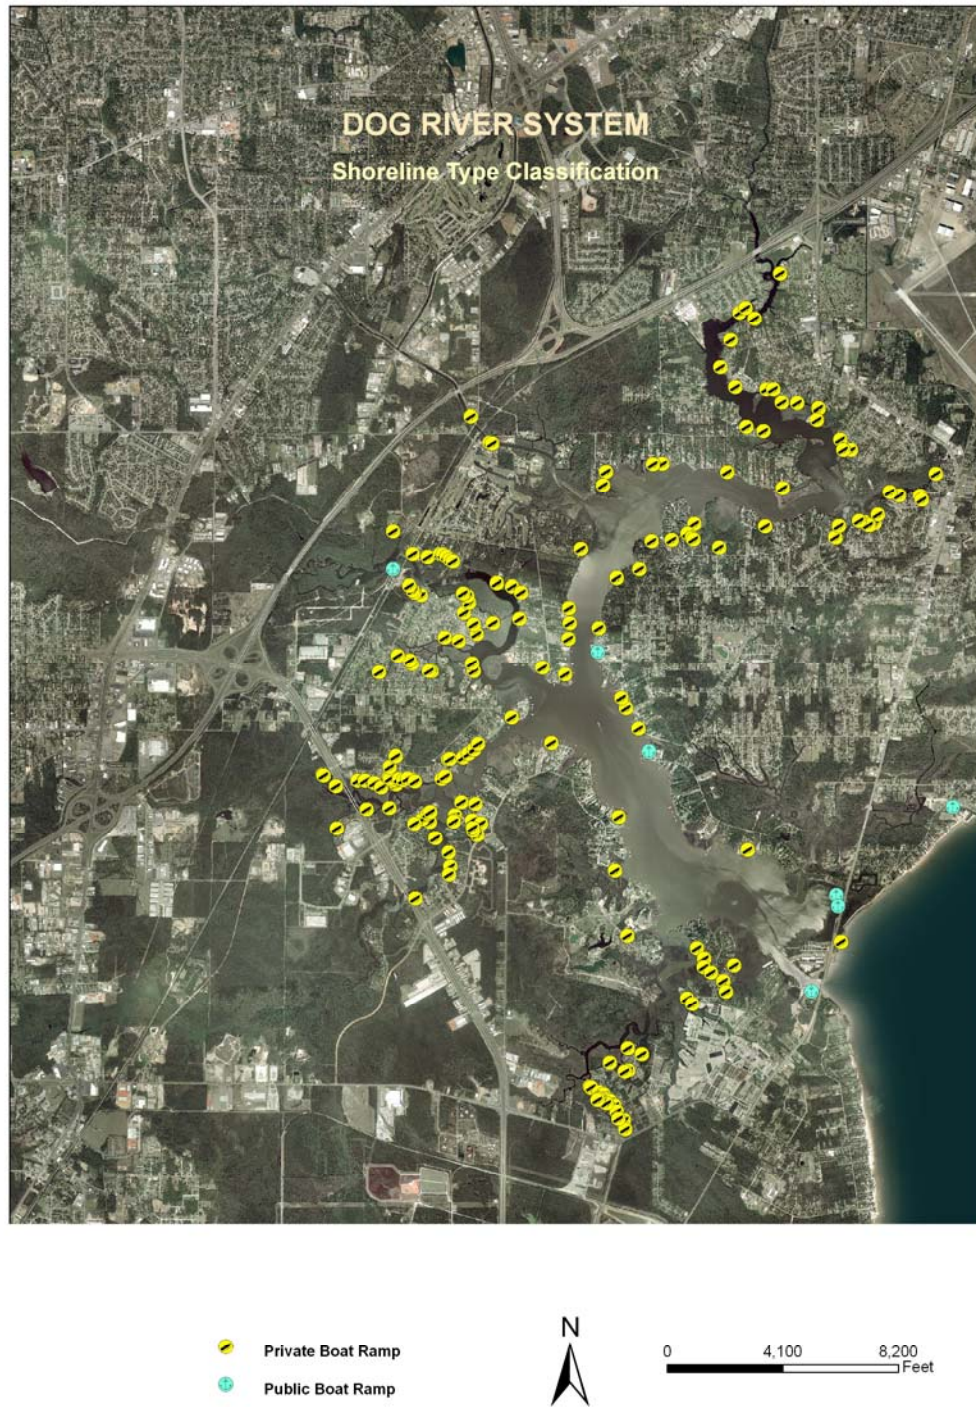 DOG RIVER SYSTEM
Shoreline Type Classification
Private Boat Ramp
Public Boat Ramp
N
0 4,100 8,200
Feet